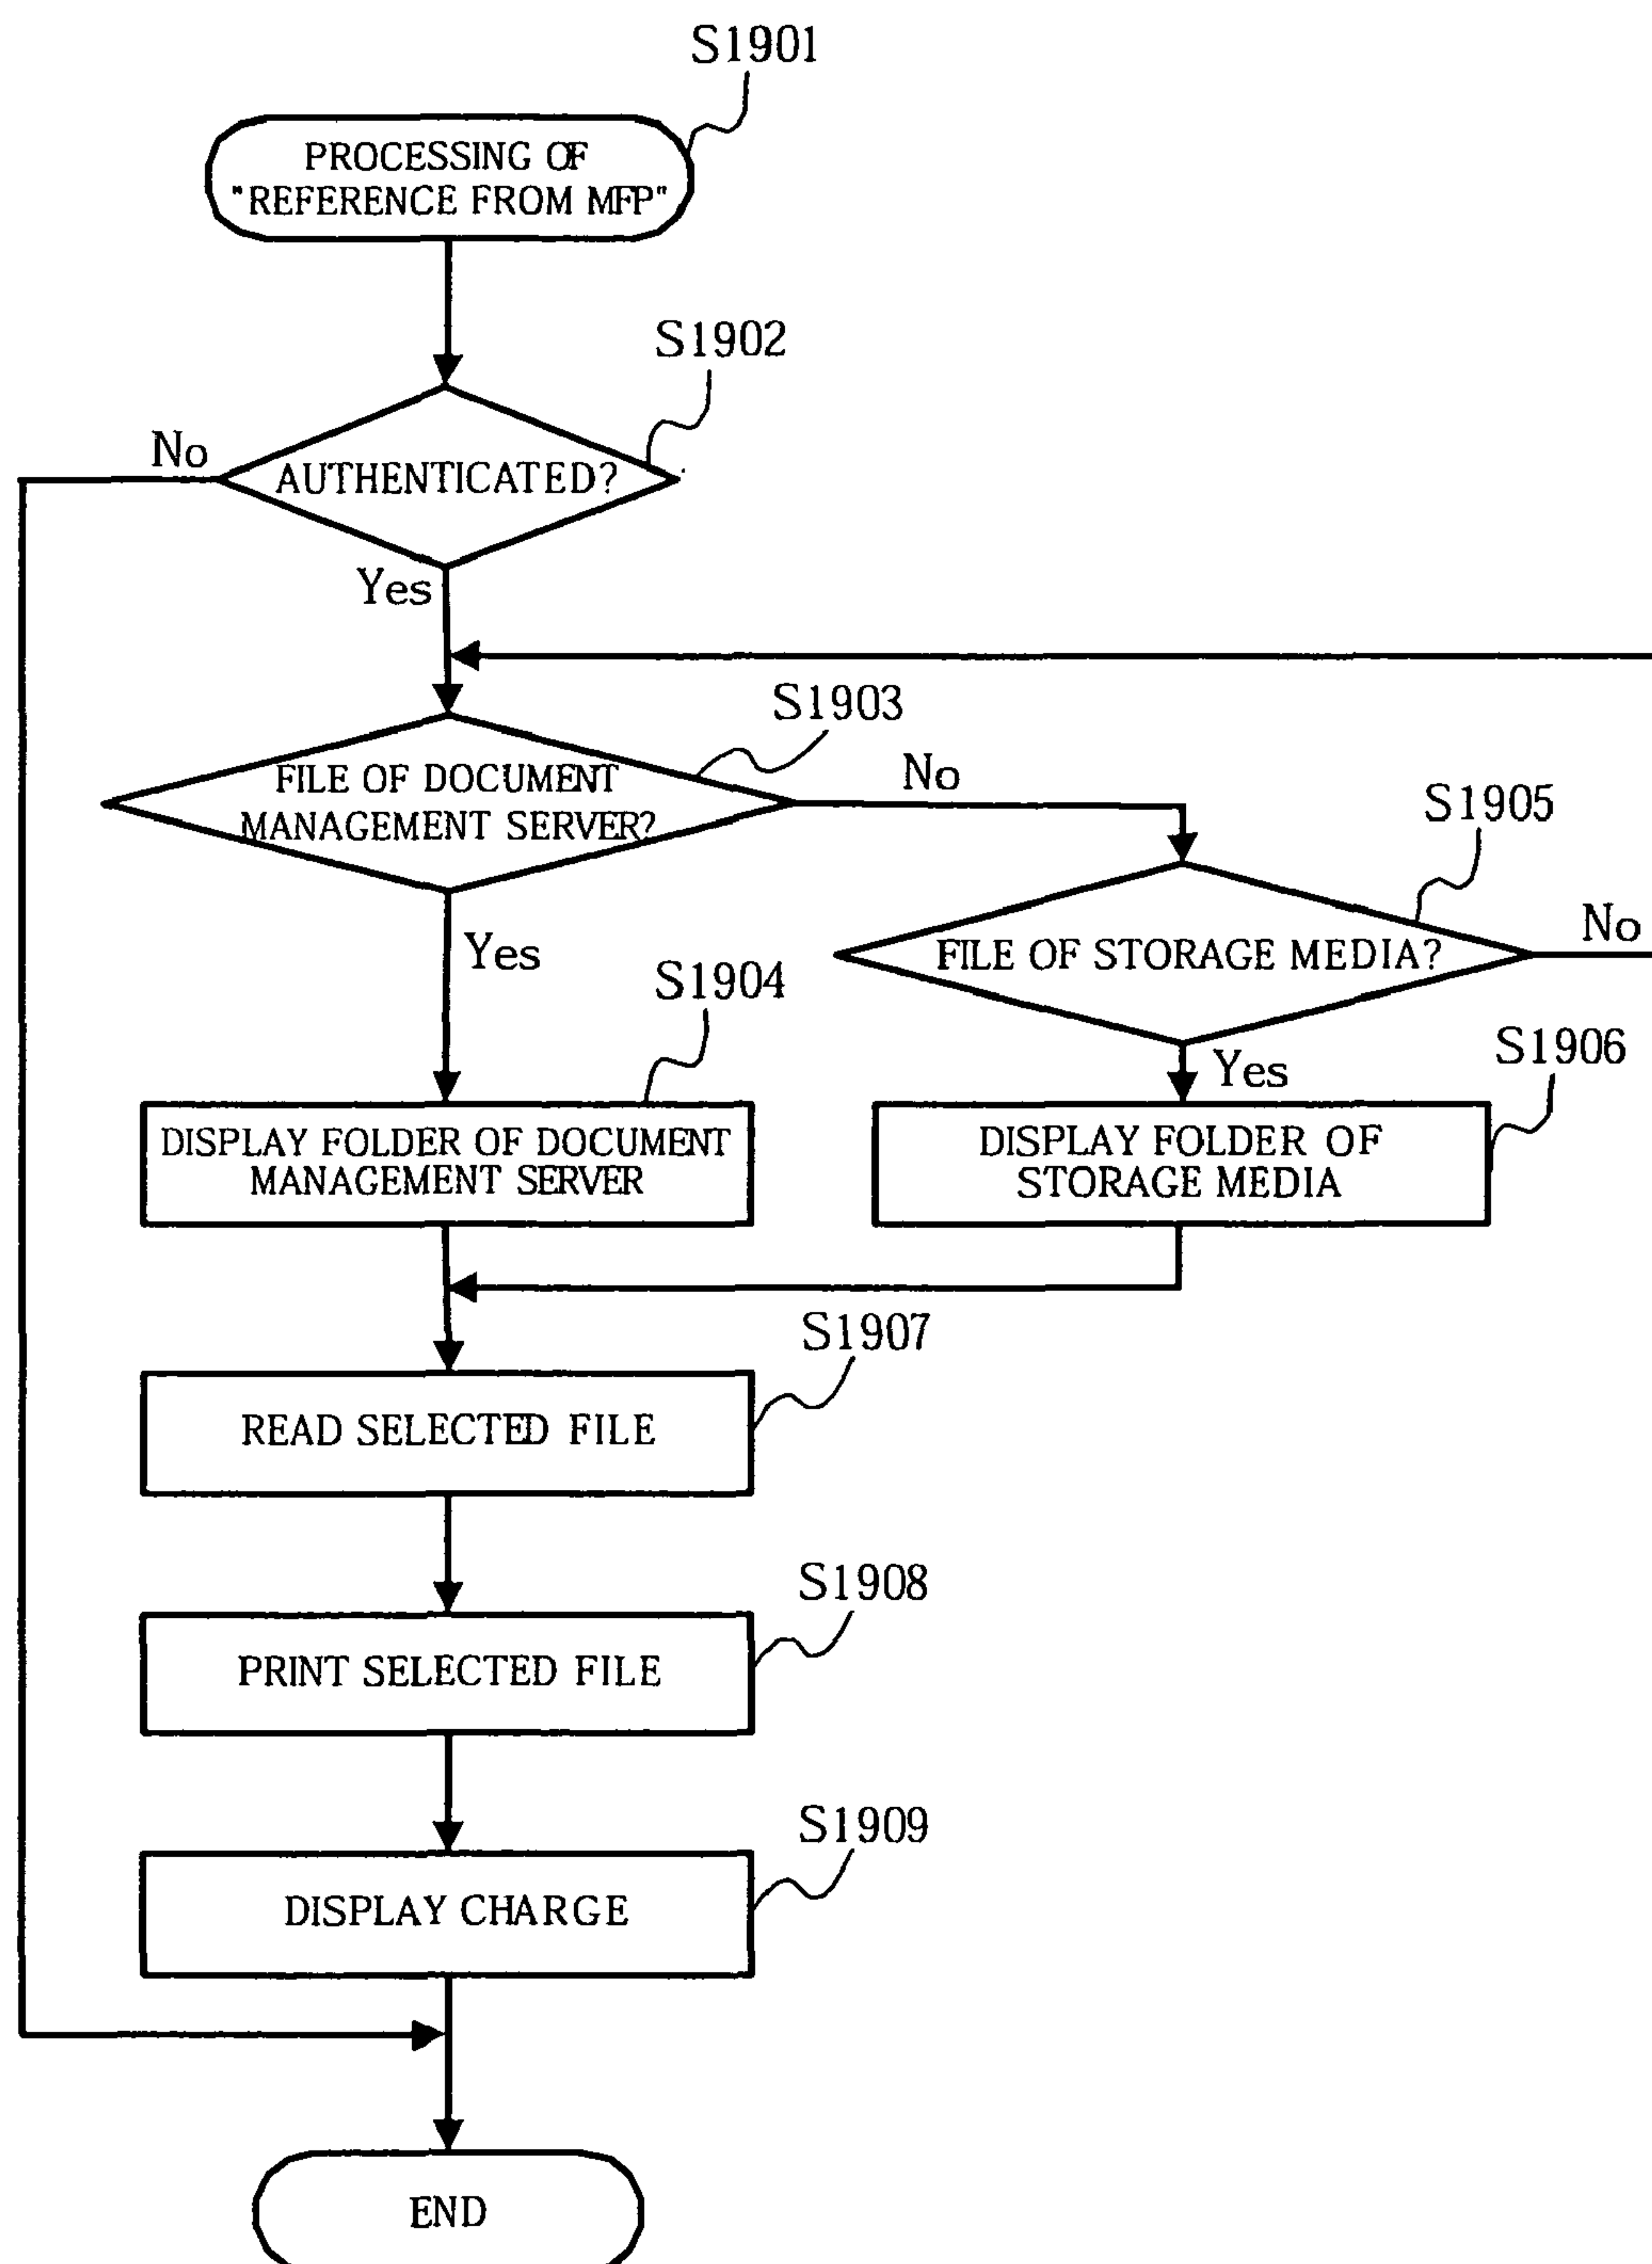 S1901
PROCESSING OF
"REFERENCE FROM MFP"
S1902
No
AUTHENTICATED?
Yes
S1903
FILE OF DOCUMENT
MANAGEMENT SERVER?
No
S1905
Yes
FILE OF STORAGE MEDIA?
No
S1904
S1906
Yes
DISPLAY FOLDER OF DOCUMENT
MANAGEMENT SERVER
DISPLAY FOLDER OF
STORAGE MEDIA
S1907
READ SELECTED FILE
S1908
PRINT SELECTED FILE
S1909
DISPLAY CHARGE
END